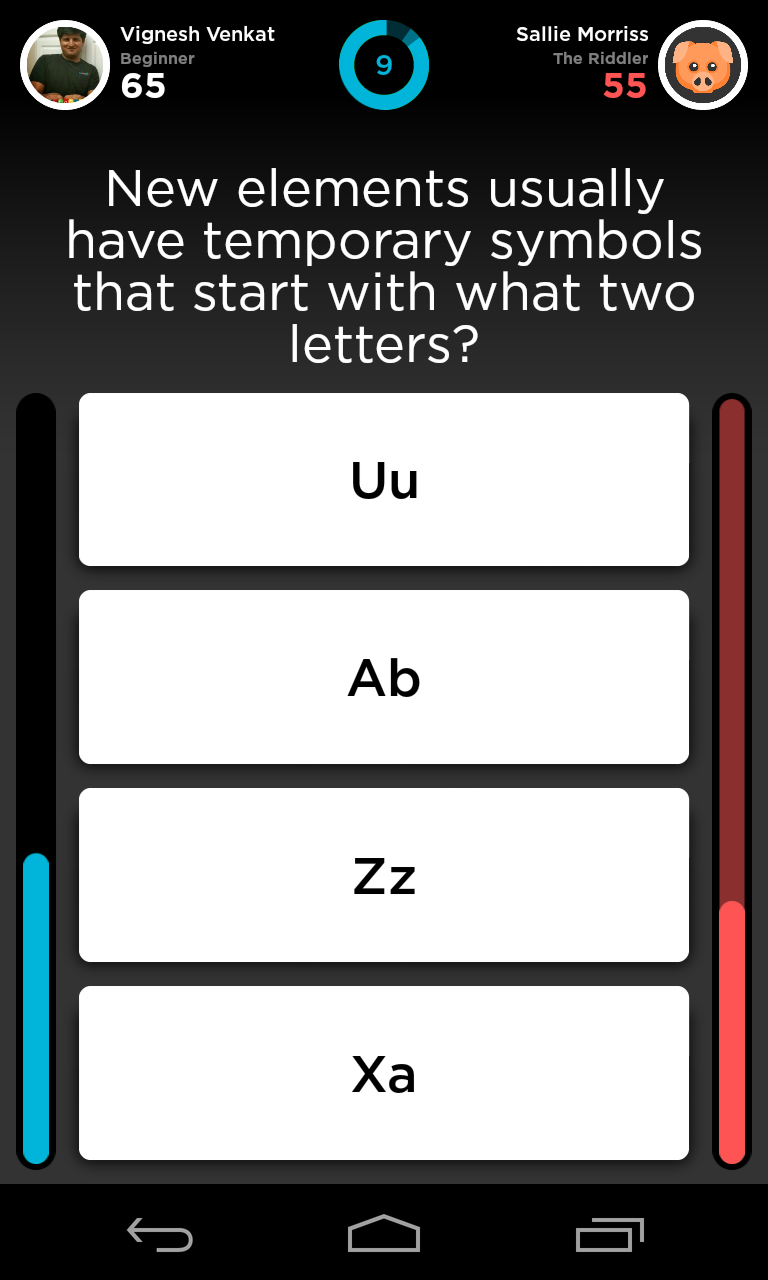 Vignesh Venkat
Beginner
65
9
Sallie Morriss
The Riddler
55
New elements usually
have temporary symbols
that start with what two
letters?
Uu
Ab
Zz
Xa